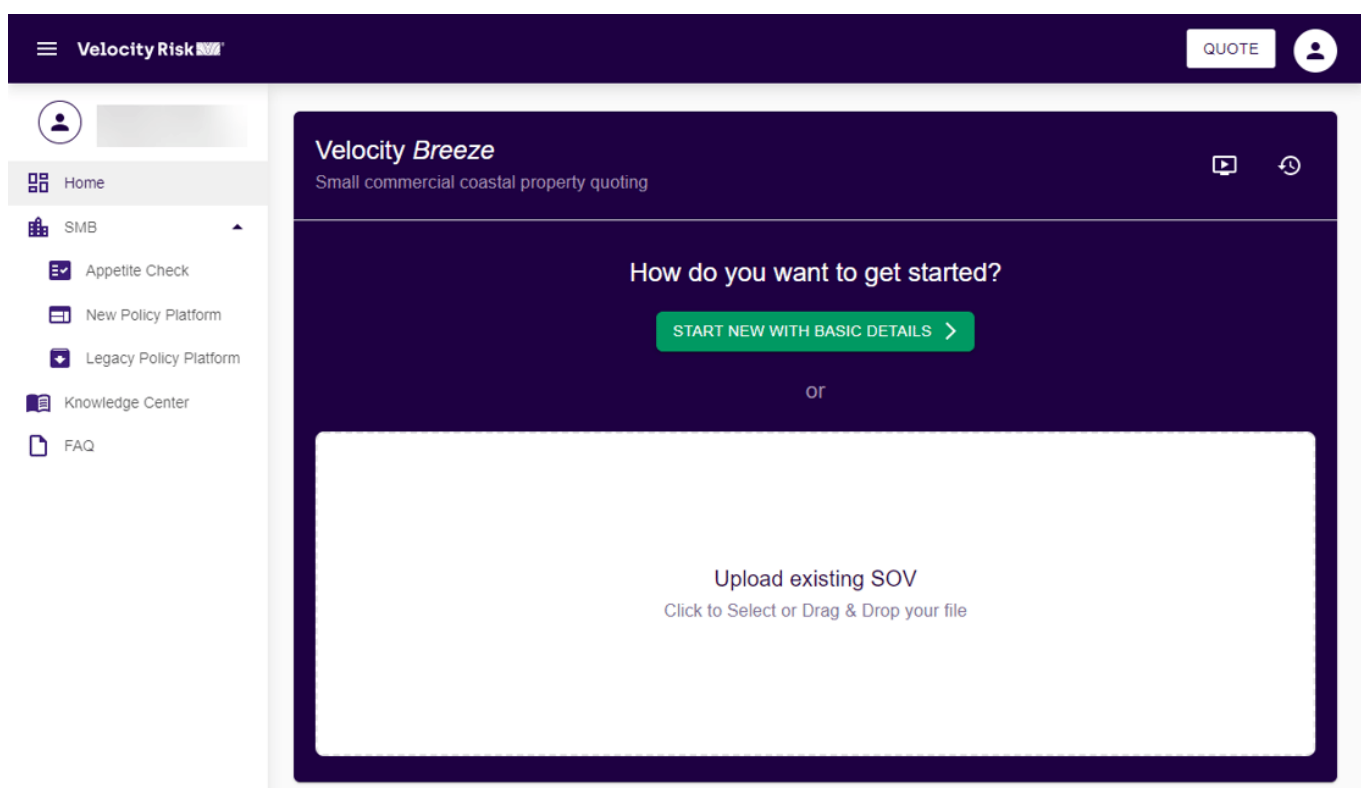 Velocity Risk
QUOTE
Home
SMB
Appetite Check
New Policy Platform
Legacy Policy Platform
Knowledge Center
FAQ
Velocity Breeze
Small commercial coastal property quoting
How do you want to get started?
START NEW WITH BASIC DETAILS
or
Upload existing SOV
Click to Select or Drag & Drop your file